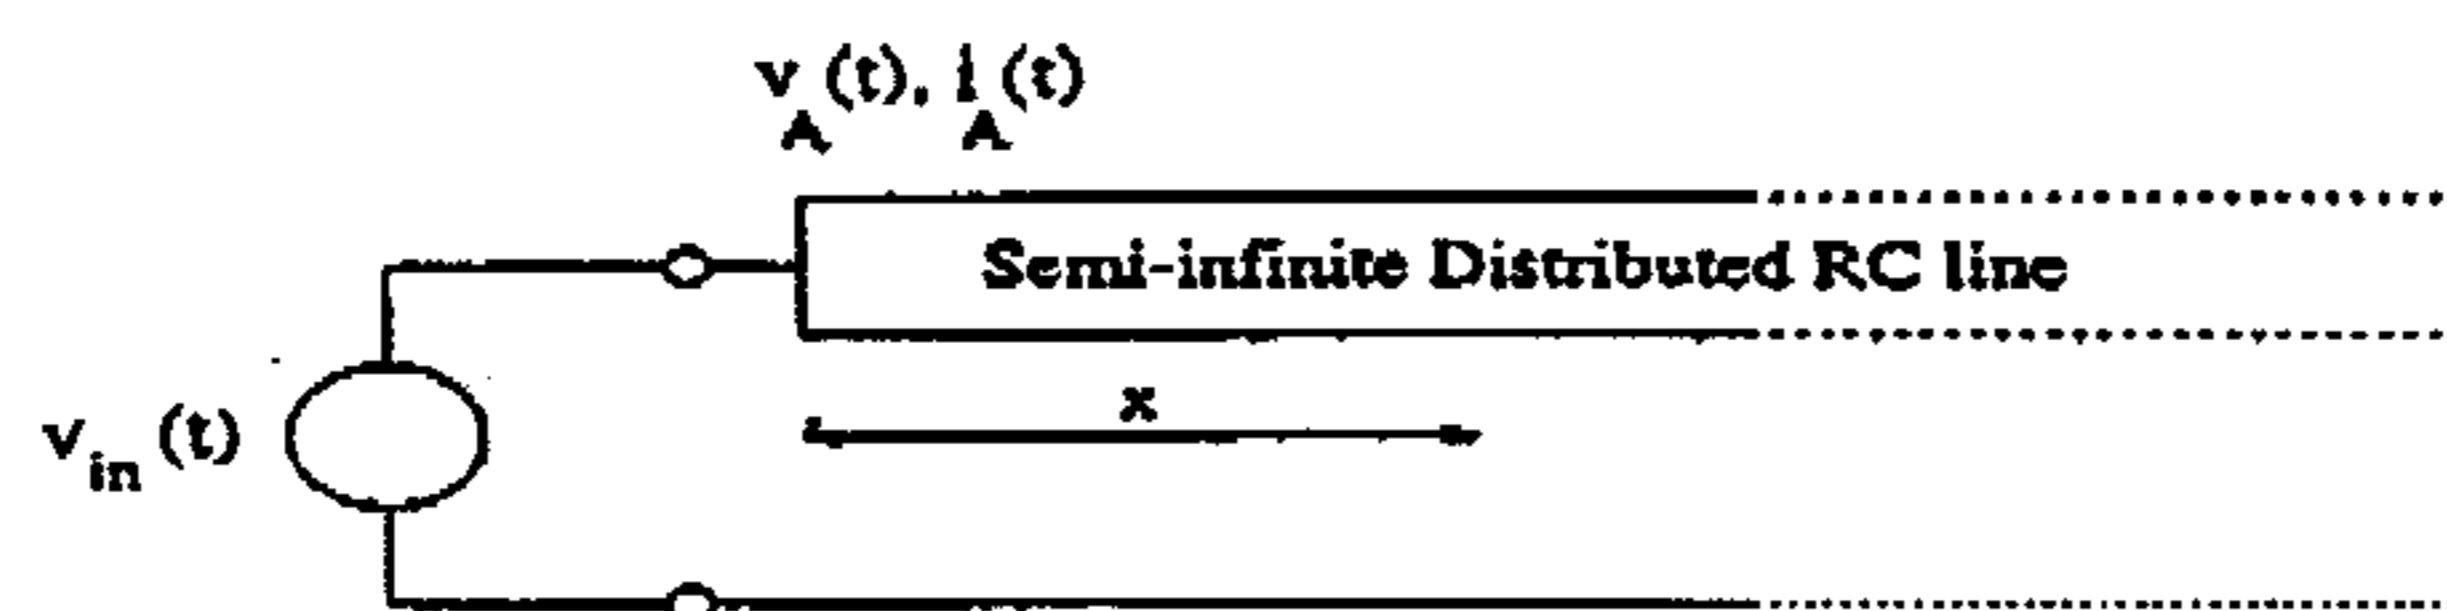 v_A(t), i_A(t)
Semi-infinite Distributed RC line
x
v_in(t)